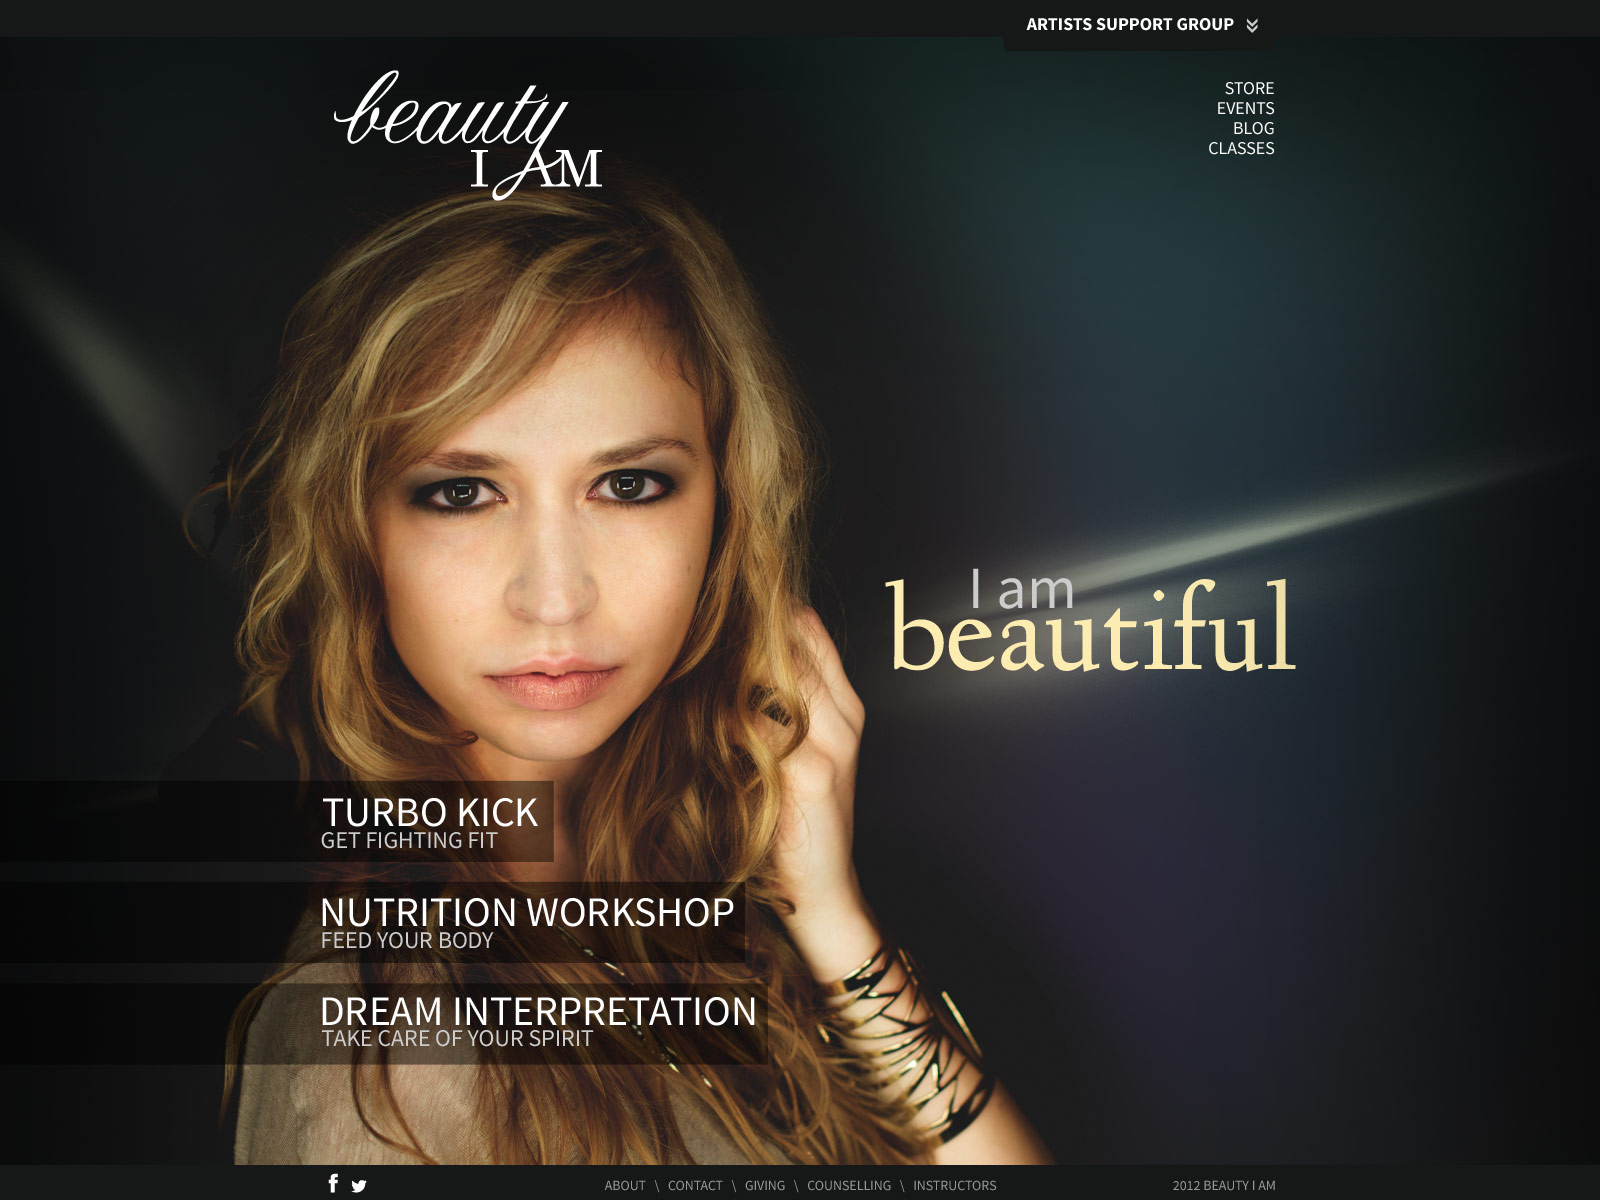 ARTISTS SUPPORT GROUP
beauty
I AM
STORE
EVENTS
BLOG
CLASSES
I am
beautiful
TURBO KICK
GET FIGHTING FIT
NUTRITION WORKSHOP
FEED YOUR BODY
DREAM INTERPRETATION
TAKE CARE OF YOUR SPIRIT
ABOUT \ CONTACT \ GIVING \ COUNSELLING \ INSTRUCTORS
2012 BEAUTY I AM